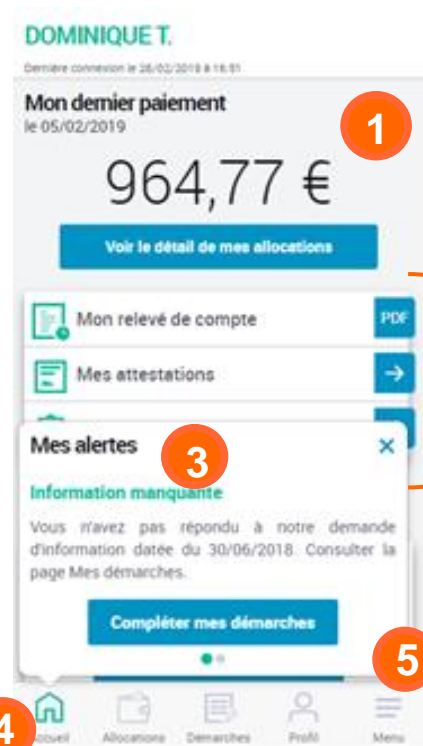 DOMINIQUE T.
Dernière connexion le 26/02/2019 à 16:51
Mon dernier paiement
le 05/02/2019
1
964,77 €
Voir le détail de mes allocations
Mon relevé de compte
PDF
Mes attestations
Mes alertes
3
Information manquante
Vous n'avez pas répondu à notre demande
d'information datée du 30/06/2018. Consulter la
page Mes démarches.
Compléter mes démarches
5
4
Accueil
Allocations
Démarches
Profil
Menu